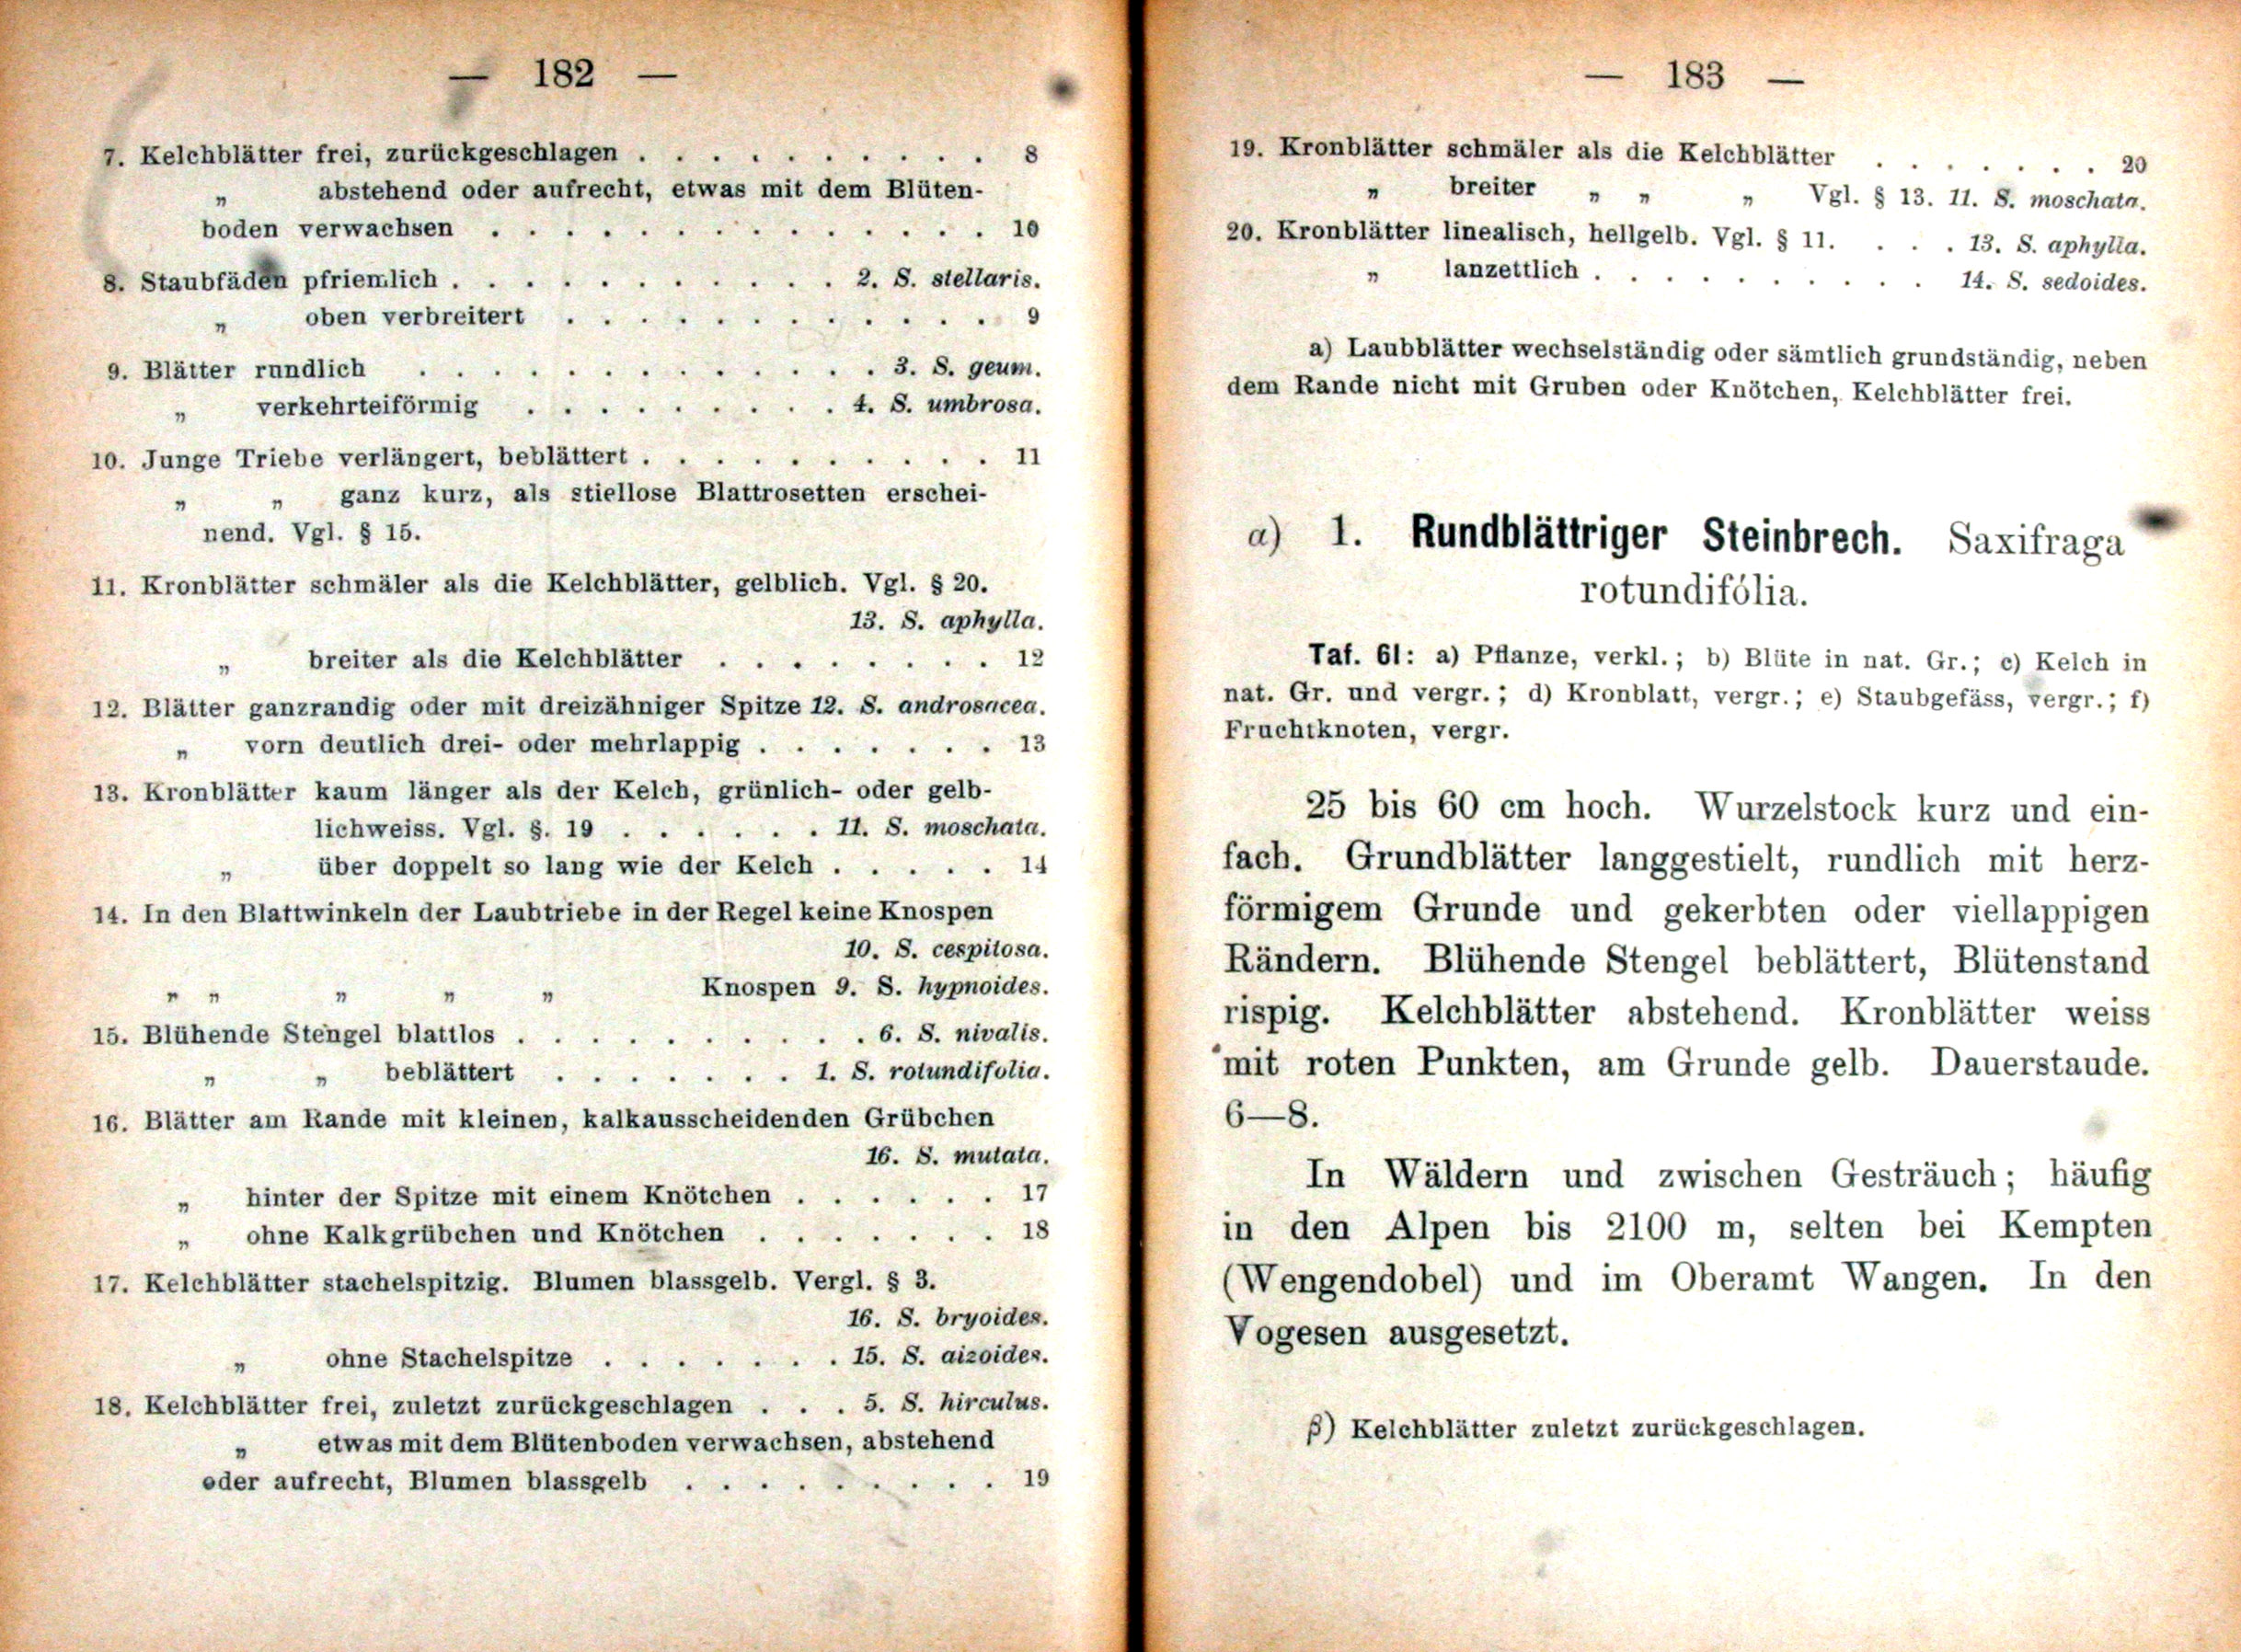 — 182 —
7. Kelchblätter frei, zurückgeschlagen . . . . . . . . . . 8
„ abstehend oder aufrecht, etwas mit dem Blüten-
boden verwachsen . . . . . . . . . . . . . . 10
8. Staubfäden pfriemlich . . . . . . . . . . . 2. S. stellaris.
„ oben verbreitert . . . . . . . . . . . . 9
9. Blätter rundlich . . . . . . . . . . . . . 3. S. geum.
„ verkehrteiförmig . . . . . . . . . 4. S. umbrosa.
10. Junge Triebe verlängert, beblättert . . . . . . . . . . 11
„ „ ganz kurz, als stiellose Blattrosetten erschei-
nend. Vgl. § 15.
11. Kronblätter schmäler als die Kelchblätter, gelblich. Vgl. § 20.
13. S. aphylla.
„ breiter als die Kelchblätter . . . . . . . . 12
12. Blätter ganzrandig oder mit dreizähniger Spitze 12. S. androsacea.
„ vorn deutlich drei- oder mehrlappig . . . . . . . 13
13. Kronblätter kaum länger als der Kelch, grünlich- oder gelb-
lichweiss. Vgl. §. 19 . . . . . . 11. S. moschata.
„ über doppelt so lang wie der Kelch . . . . . 14
14. In den Blattwinkeln der Laubtriebe in der Regel keine Knospen
10. S. cespitosa.
„ „ „ „ „ Knospen 9. S. hypnoides.
15. Blühende Stengel blattlos . . . . . . . . . . 6. S. nivalis.
„ „ beblättert . . . . . . . 1. S. rotundifolia.
16. Blätter am Rande mit kleinen, kalkausscheidenden Grübchen
16. S. mutata.
„ hinter der Spitze mit einem Knötchen . . . . . . 17
„ ohne Kalkgrübchen und Knötchen . . . . . . . 18
17. Kelchblätter stachelspitzig. Blumen blassgelb. Vergl. § 3.
16. S. bryoides.
„ ohne Stachelspitze . . . . . . . 15. S. aizoides.
18. Kelchblätter frei, zuletzt zurückgeschlagen . . . 5. S. hirculus.
„ etwas mit dem Blütenboden verwachsen, abstehend
oder aufrecht, Blumen blassgelb . . . . . . . . . 19
— 183 —
19. Kronblätter schmäler als die Kelchblätter . . . . . . . 20
„ breiter „ „ „ Vgl. § 13. 11. S. moschata.
20. Kronblätter linealisch, hellgelb. Vgl. § 11. . . . 13. S. aphylla.
„ lanzettlich . . . . . . . . . . 14. S. sedoides.
a) Laubblätter wechselständig oder sämtlich grundständig, neben
dem Rande nicht mit Gruben oder Knötchen, Kelchblätter frei.
a) 1. Rundblättriger Steinbrech. Saxifraga
rotundifólia.
Taf. 61: a) Pflanze, verkl.; b) Blüte in nat. Gr.; c) Kelch in
nat. Gr. und vergr.; d) Kronblatt, vergr.; e) Staubgefäss, vergr.; f)
Fruchtknoten, vergr.
25 bis 60 cm hoch. Wurzelstock kurz und ein-
fach. Grundblätter langgestielt, rundlich mit herz-
förmigem Grunde und gekerbten oder viellappigen
Rändern. Blühende Stengel beblättert, Blütenstand
rispig. Kelchblätter abstehend. Kronblätter weiss
mit roten Punkten, am Grunde gelb. Dauerstaude.
6—8.
In Wäldern und zwischen Gesträuch; häufig
in den Alpen bis 2100 m, selten bei Kempten
(Wengendobel) und im Oberamt Wangen. In den
Vogesen ausgesetzt.
β) Kelchblätter zuletzt zurückgeschlagen.